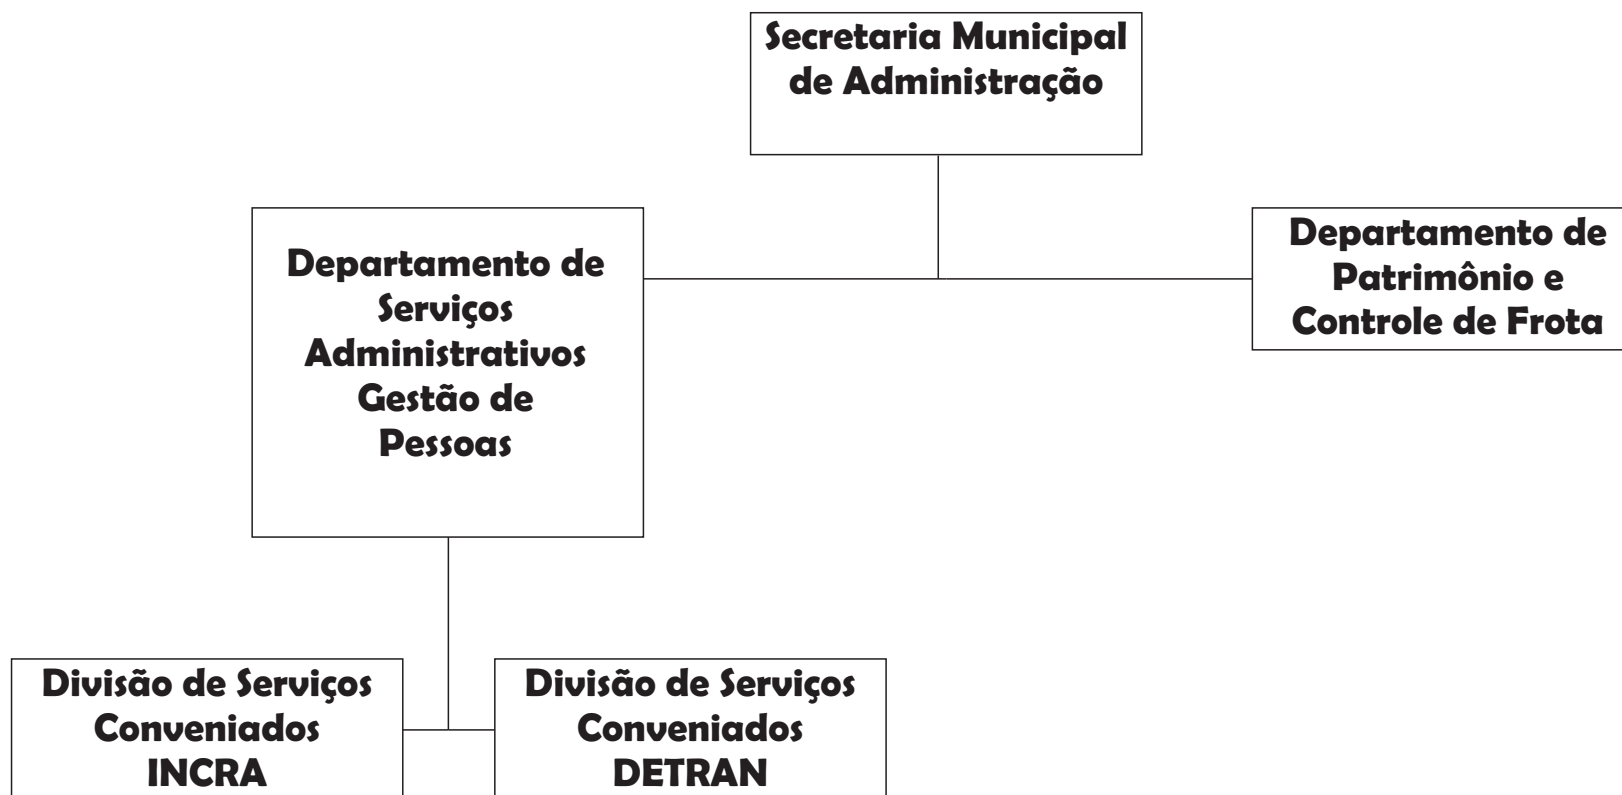 Secretaria Municipal
de Administração
Departamento de
Serviços
Administrativos
Gestão de
Pessoas
Departamento de
Patrimônio e
Controle de Frota
Divisão de Serviços
Conveniados
INCRA
Divisão de Serviços
Conveniados
DETRAN